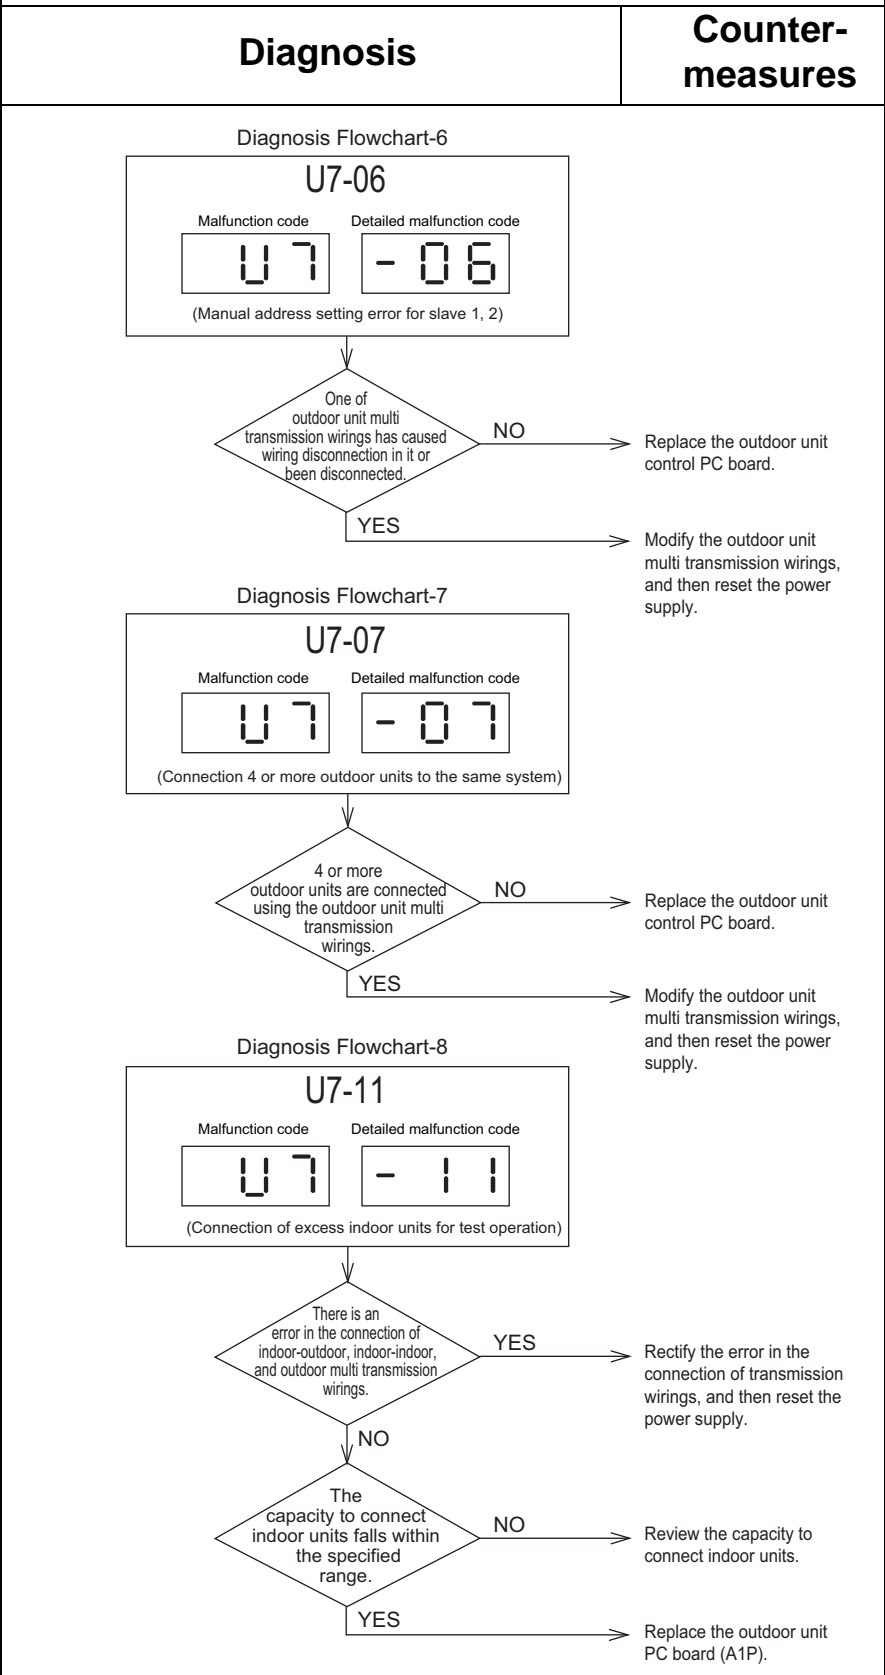 Diagnosis
Counter-
measures
Diagnosis Flowchart-6
U7-06
Malfunction code
Detailed malfunction code
U7
-06
(Manual address setting error for slave 1, 2)
One of
outdoor unit multi
transmission wirings has caused
wiring disconnection in it or
been disconnected.
NO
Replace the outdoor unit
control PC board.
YES
Modify the outdoor unit
multi transmission wirings,
and then reset the power
supply.
Diagnosis Flowchart-7
U7-07
Malfunction code
Detailed malfunction code
U7
-07
(Connection 4 or more outdoor units to the same system)
4 or more
outdoor units are connected
using the outdoor unit multi
transmission
wirings.
NO
Replace the outdoor unit
control PC board.
YES
Modify the outdoor unit
multi transmission wirings,
and then reset the power
supply.
Diagnosis Flowchart-8
U7-11
Malfunction code
Detailed malfunction code
U7
-11
(Connection of excess indoor units for test operation)
There is an
error in the connection of
indoor-outdoor, indoor-indoor,
and outdoor multi transmission
wirings.
YES
Rectify the error in the
connection of transmission
wirings, and then reset the
power supply.
NO
The
capacity to connect
indoor units falls within
the specified
range.
NO
Review the capacity to
connect indoor units.
YES
Replace the outdoor unit
PC board (A1P).